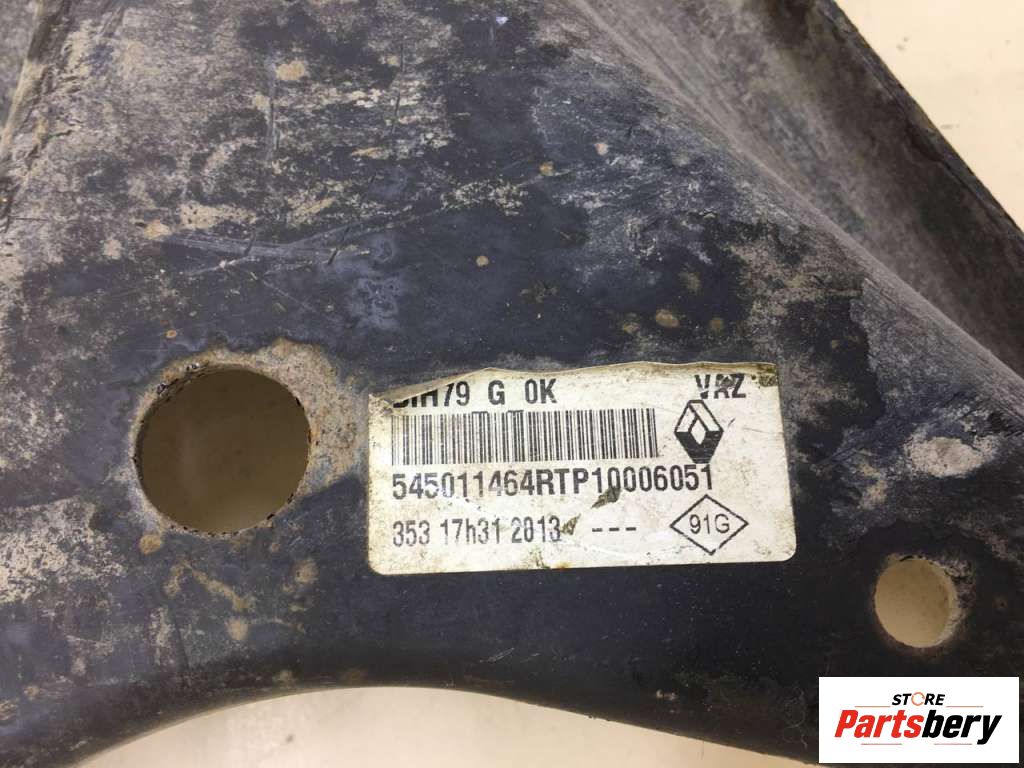 G 0K VAZ
545011464RTP10006051
353 17h31 2013 ---
91G
STORE
Partsbery